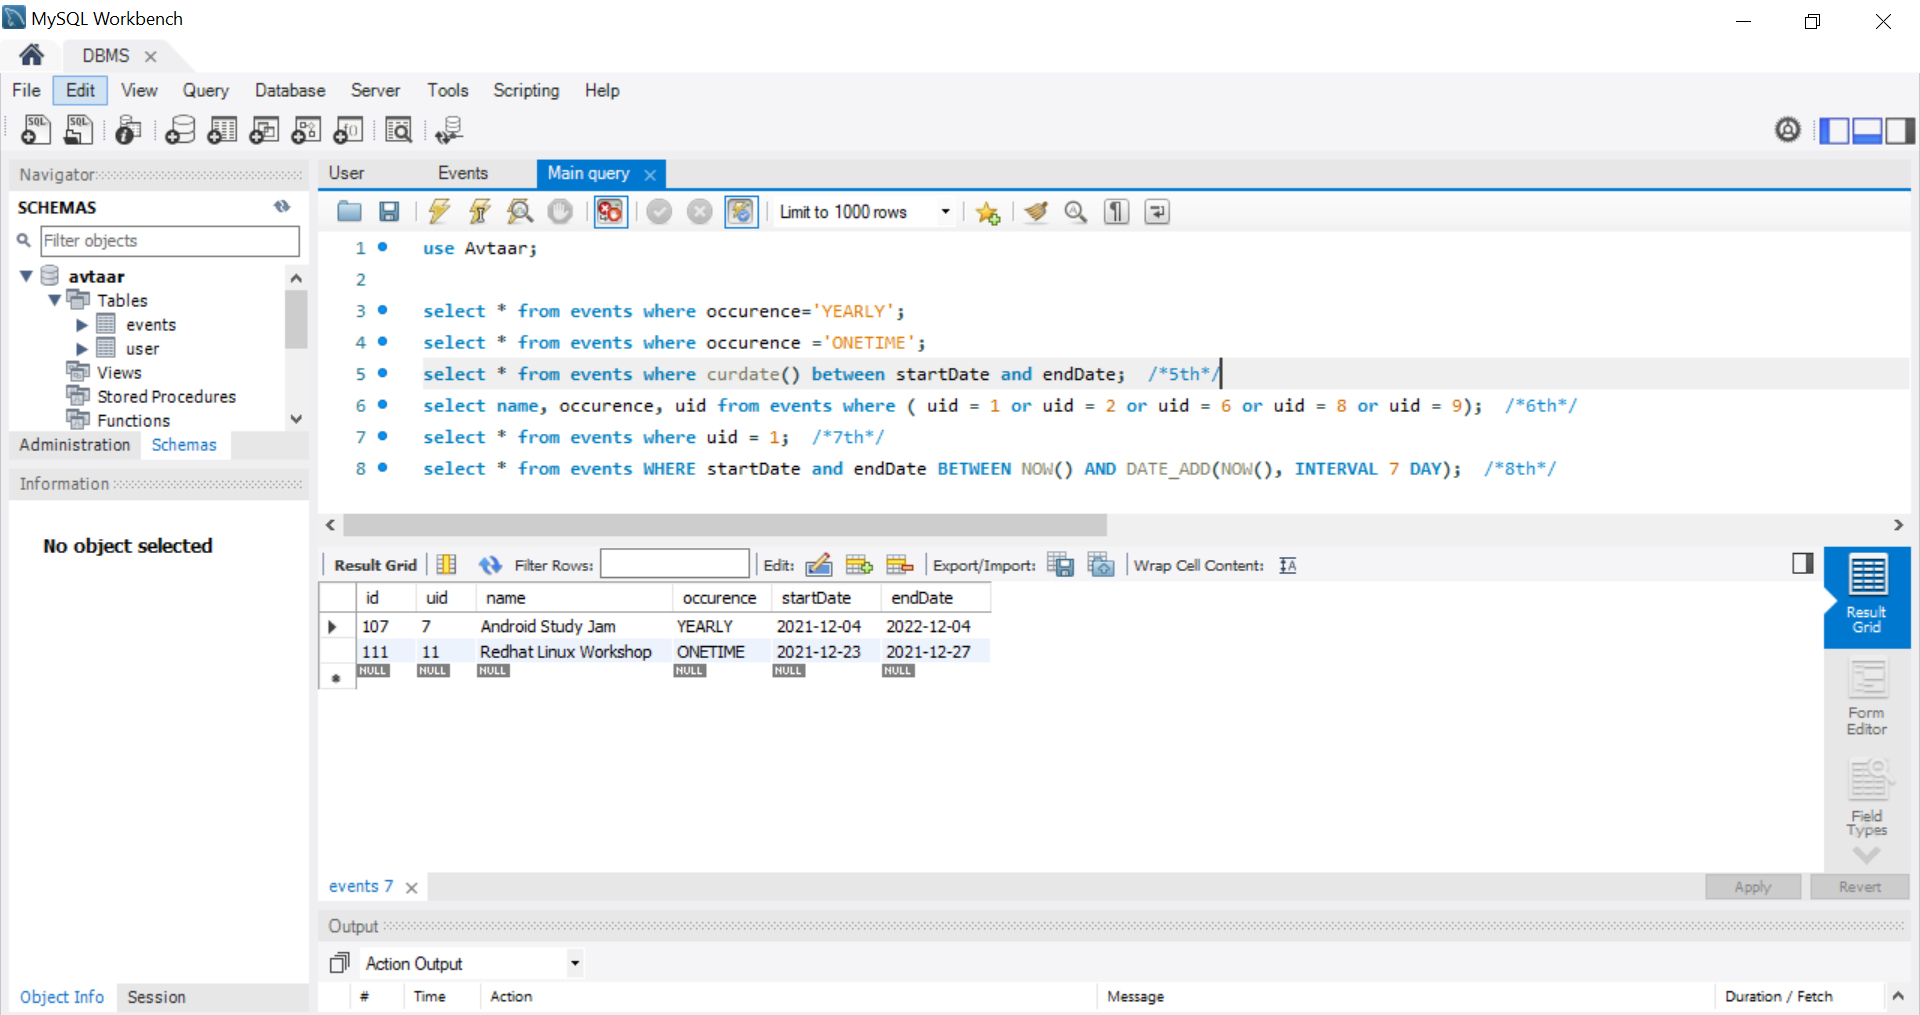 MySQL Workbench
DBMS
File Edit View Query Database Server Tools Scripting Help
Navigator
SCHEMAS
Filter objects
avtaar
Tables
events
user
Views
Stored Procedures
Functions
Administration Schemas
Information
No object selected
Object Info Session
User Events Main query
Limit to 1000 rows
1 use Avtaar;
2
3 select * from events where occurence='YEARLY';
4 select * from events where occurence ='ONETIME';
5 select * from events where curdate() between startDate and endDate; /*5th*/
6 select name, occurence, uid from events where ( uid = 1 or uid = 2 or uid = 6 or uid = 8 or uid = 9); /*6th*/
7 select * from events where uid = 1; /*7th*/
8 select * from events WHERE startDate and endDate BETWEEN NOW() AND DATE_ADD(NOW(), INTERVAL 7 DAY); /*8th*/
Result Grid Filter Rows: Edit: Export/Import: Wrap Cell Content:
id uid name occurence startDate endDate
107 7 Android Study Jam YEARLY 2021-12-04 2022-12-04
111 11 Redhat Linux Workshop ONETIME 2021-12-23 2021-12-27
NULL NULL NULL NULL NULL NULL
Result
Grid
Form
Editor
Field
Types
events 7
Apply Revert
Output
Action Output
# Time Action Message Duration / Fetch